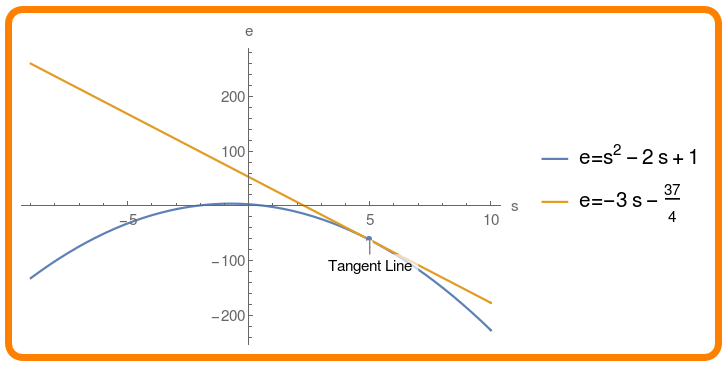 e
200
100
-5
5
10
s
-100
Tangent Line
-200
e=s² − 2 s + 1
e=−3 s − 37/4